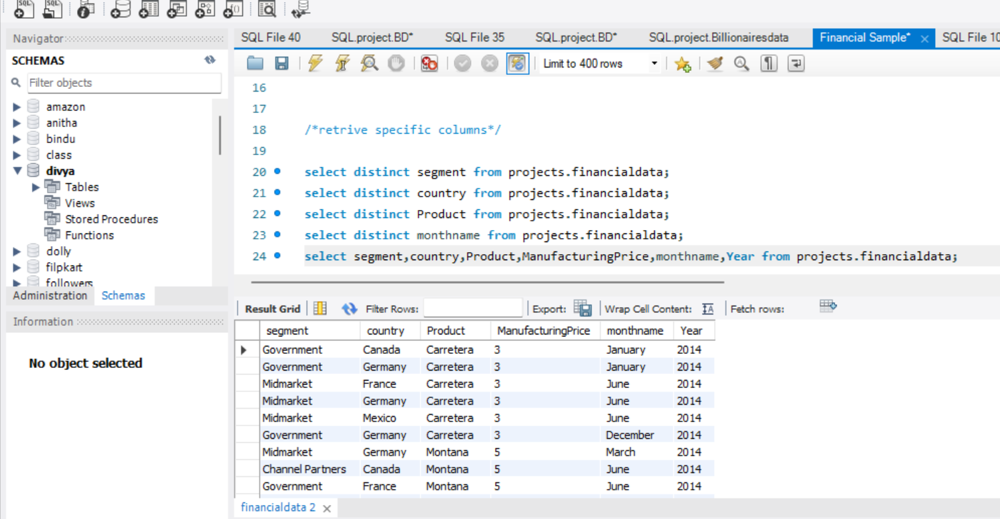 SQL SQL
Navigator
SCHEMAS
Filter objects
amazon
anitha
bindu
class
divya
Tables
Views
Stored Procedures
Functions
dolly
filpkart
followers
Administration Schemas
Information
No object selected
SQL File 40 SQL.project.BD* SQL File 35 SQL.project.BD* SQL.project.Billionairesdata Financial Sample* SQL File 10
Limit to 400 rows
16
17
18 /*retrive specific columns*/
19
20 select distinct segment from projects.financialdata;
21 select distinct country from projects.financialdata;
22 select distinct Product from projects.financialdata;
23 select distinct monthname from projects.financialdata;
24 select segment,country,Product,ManufacturingPrice,monthname,Year from projects.financialdata;
Result Grid Filter Rows: Export: Wrap Cell Content: IA Fetch rows:
segment country Product ManufacturingPrice monthname Year
Government Canada Carretera 3 January 2014
Government Germany Carretera 3 January 2014
Midmarket France Carretera 3 June 2014
Midmarket Germany Carretera 3 June 2014
Midmarket Mexico Carretera 3 June 2014
Government Germany Carretera 3 December 2014
Midmarket Germany Montana 5 March 2014
Channel Partners Canada Montana 5 June 2014
Government France Montana 5 June 2014
financialdata 2